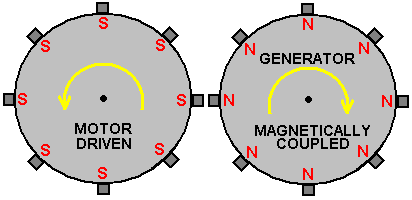 S
S S
S S
MOTOR
DRIVEN
S S
S
N
N N
GENERATOR
N N
MAGNETICALLY
COUPLED
N N
N